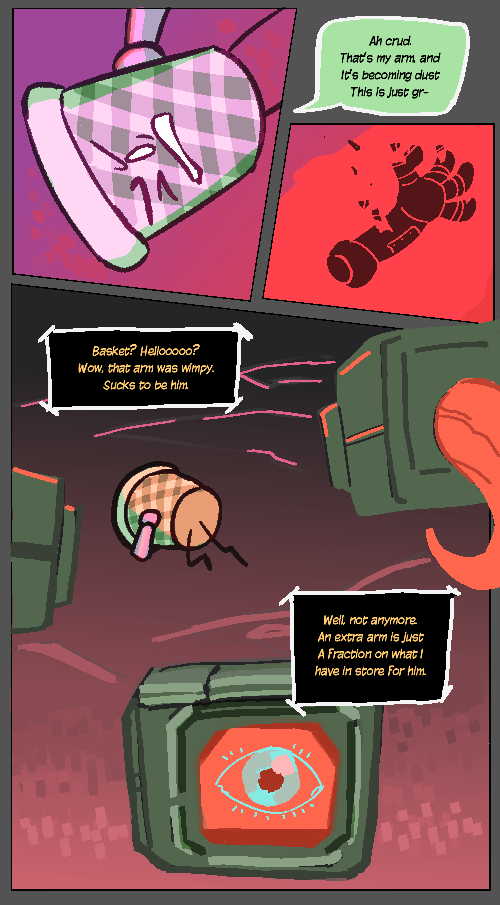 Ah crud.
That's my arm, and
It's becoming dust
This is just gr-
Basket? Hellooooo?
Wow, that arm was wimpy.
Sucks to be him.
Well, not anymore.
An extra arm is just
A fraction on what I
have in store for him.